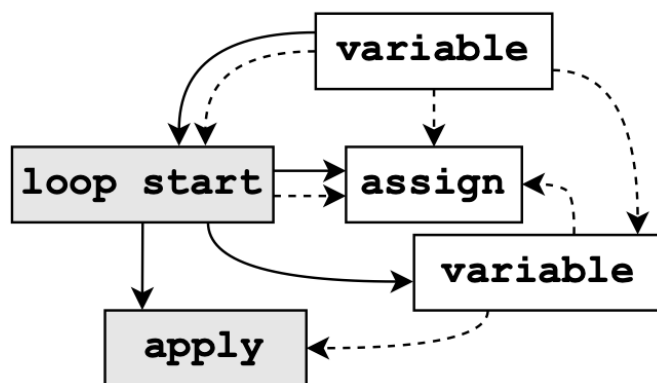 variable
loop start
assign
variable
apply